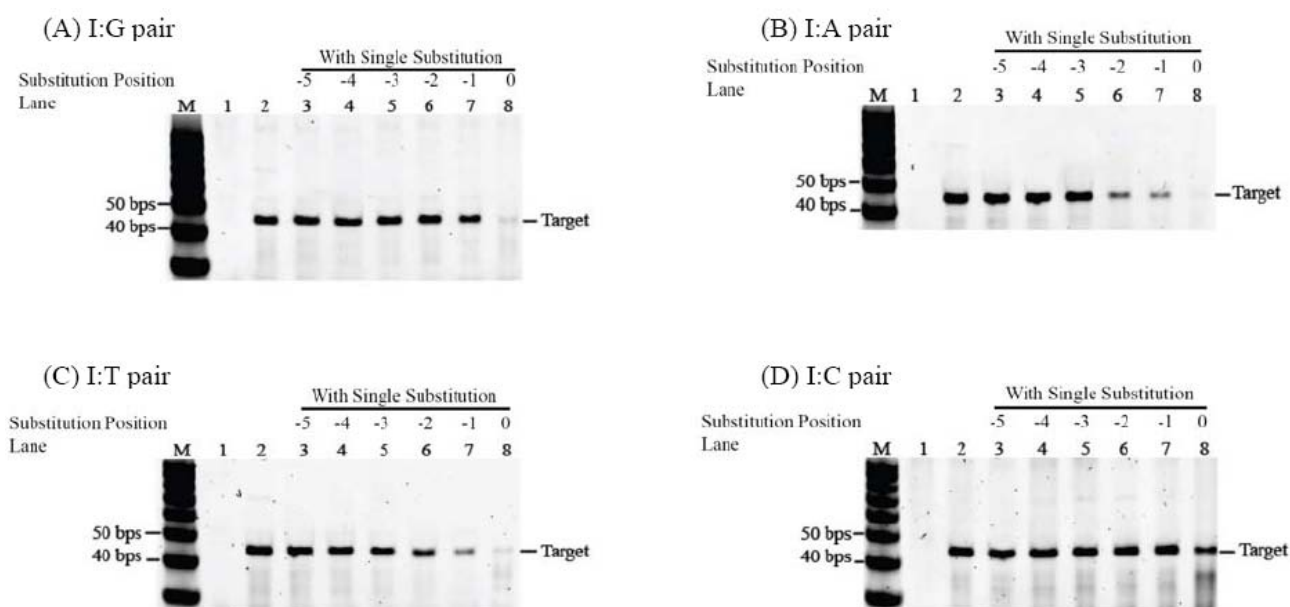 (A) I:G pair
With Single Substitution
Substitution Position -5 -4 -3 -2 -1 0
Lane M 1 2 3 4 5 6 7 8
50 bps
40 bps
Target
(B) I:A pair
With Single Substitution
Substitution Position -5 -4 -3 -2 -1 0
Lane M 1 2 3 4 5 6 7 8
50 bps
40 bps
Target
(C) I:T pair
With Single Substitution
Substitution Position -5 -4 -3 -2 -1 0
Lane M 1 2 3 4 5 6 7 8
50 bps
40 bps
Target
(D) I:C pair
With Single Substitution
Substitution Position -5 -4 -3 -2 -1 0
Lane M 1 2 3 4 5 6 7 8
50 bps
40 bps
Target